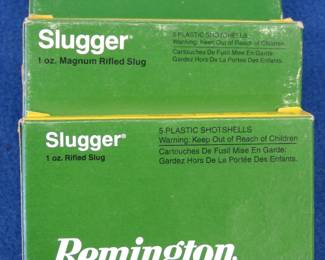 Slugger®
1 oz. Magnum Rifled Slug
5 PLASTIC SHOTSHELLS
Warning: Keep Out of Reach of Children
Cartouches De Fusil Mise En Garde:
Gardez Hors De La Portée Des Enfants.
Slugger®
1 oz. Rifled Slug
5 PLASTIC SHOTSHELLS
Warning: Keep Out of Reach of Children
Cartouches De Fusil Mise En Garde:
Gardez Hors De La Portée Des Enfants.
Remington.